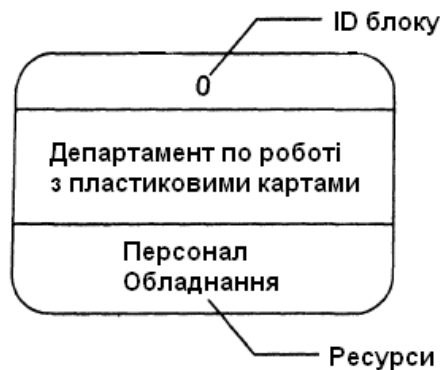 ID блоку
0
Департамент по роботі
з пластиковими картами
Персонал
Обладнання
Ресурси